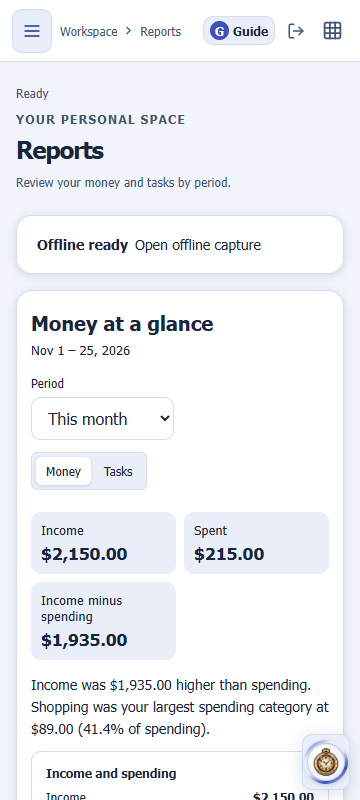 Workspace > Reports
G Guide
Ready
YOUR PERSONAL SPACE
Reports
Review your money and tasks by period.
Offline ready Open offline capture
Money at a glance
Nov 1 – 25, 2026
Period
This month
Money Tasks
Income
$2,150.00
Spent
$215.00
Income minus
spending
$1,935.00
Income was $1,935.00 higher than spending.
Shopping was your largest spending category at
$89.00 (41.4% of spending).
Income and spending
Income $2,150.00